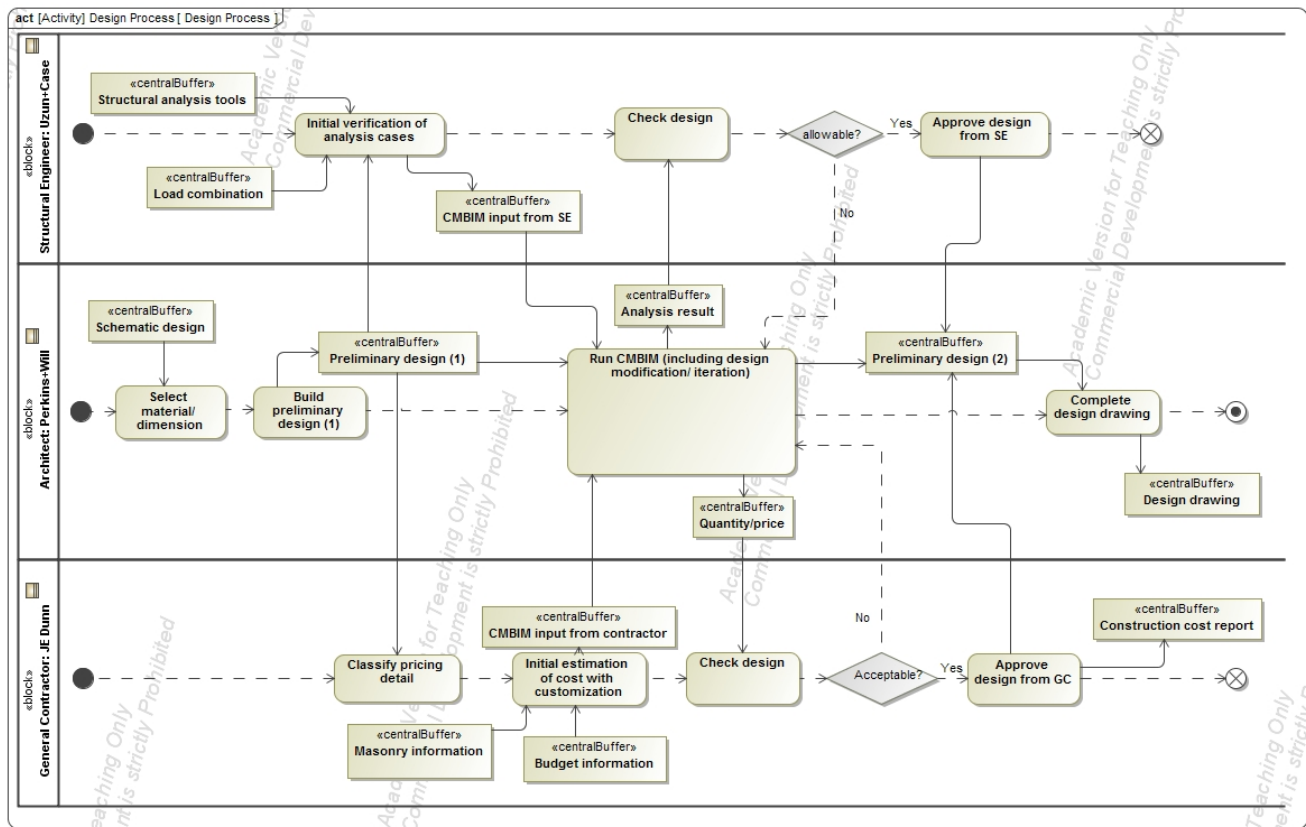 act [Activity] Design Process [ Design Process ]
«block»
Structural Engineer: Uzun+Case
«centralBuffer»
Structural analysis tools
Initial verification of
analysis cases
«centralBuffer»
Load combination
«centralBuffer»
CMBIM input from SE
Check design
allowable?
Yes
No
Approve design
from SE
«block»
Architect: Perkins-Will
«centralBuffer»
Schematic design
Select
material/
dimension
Build
preliminary
design (1)
«centralBuffer»
Preliminary design (1)
«centralBuffer»
Analysis result
Run CMBIM (including design
modification/ iteration)
«centralBuffer»
Quantity/price
«centralBuffer»
Preliminary design (2)
Complete
design drawing
«centralBuffer»
Design drawing
«block»
General Contractor: JE Dunn
Classify pricing
detail
«centralBuffer»
CMBIM input from contractor
Initial estimation
of cost with
customization
«centralBuffer»
Masonry information
«centralBuffer»
Budget information
Check design
Acceptable?
No
Yes
Approve
design from GC
«centralBuffer»
Construction cost report
Academic Version for Teaching Only
Commercial Development is strictly Prohibited